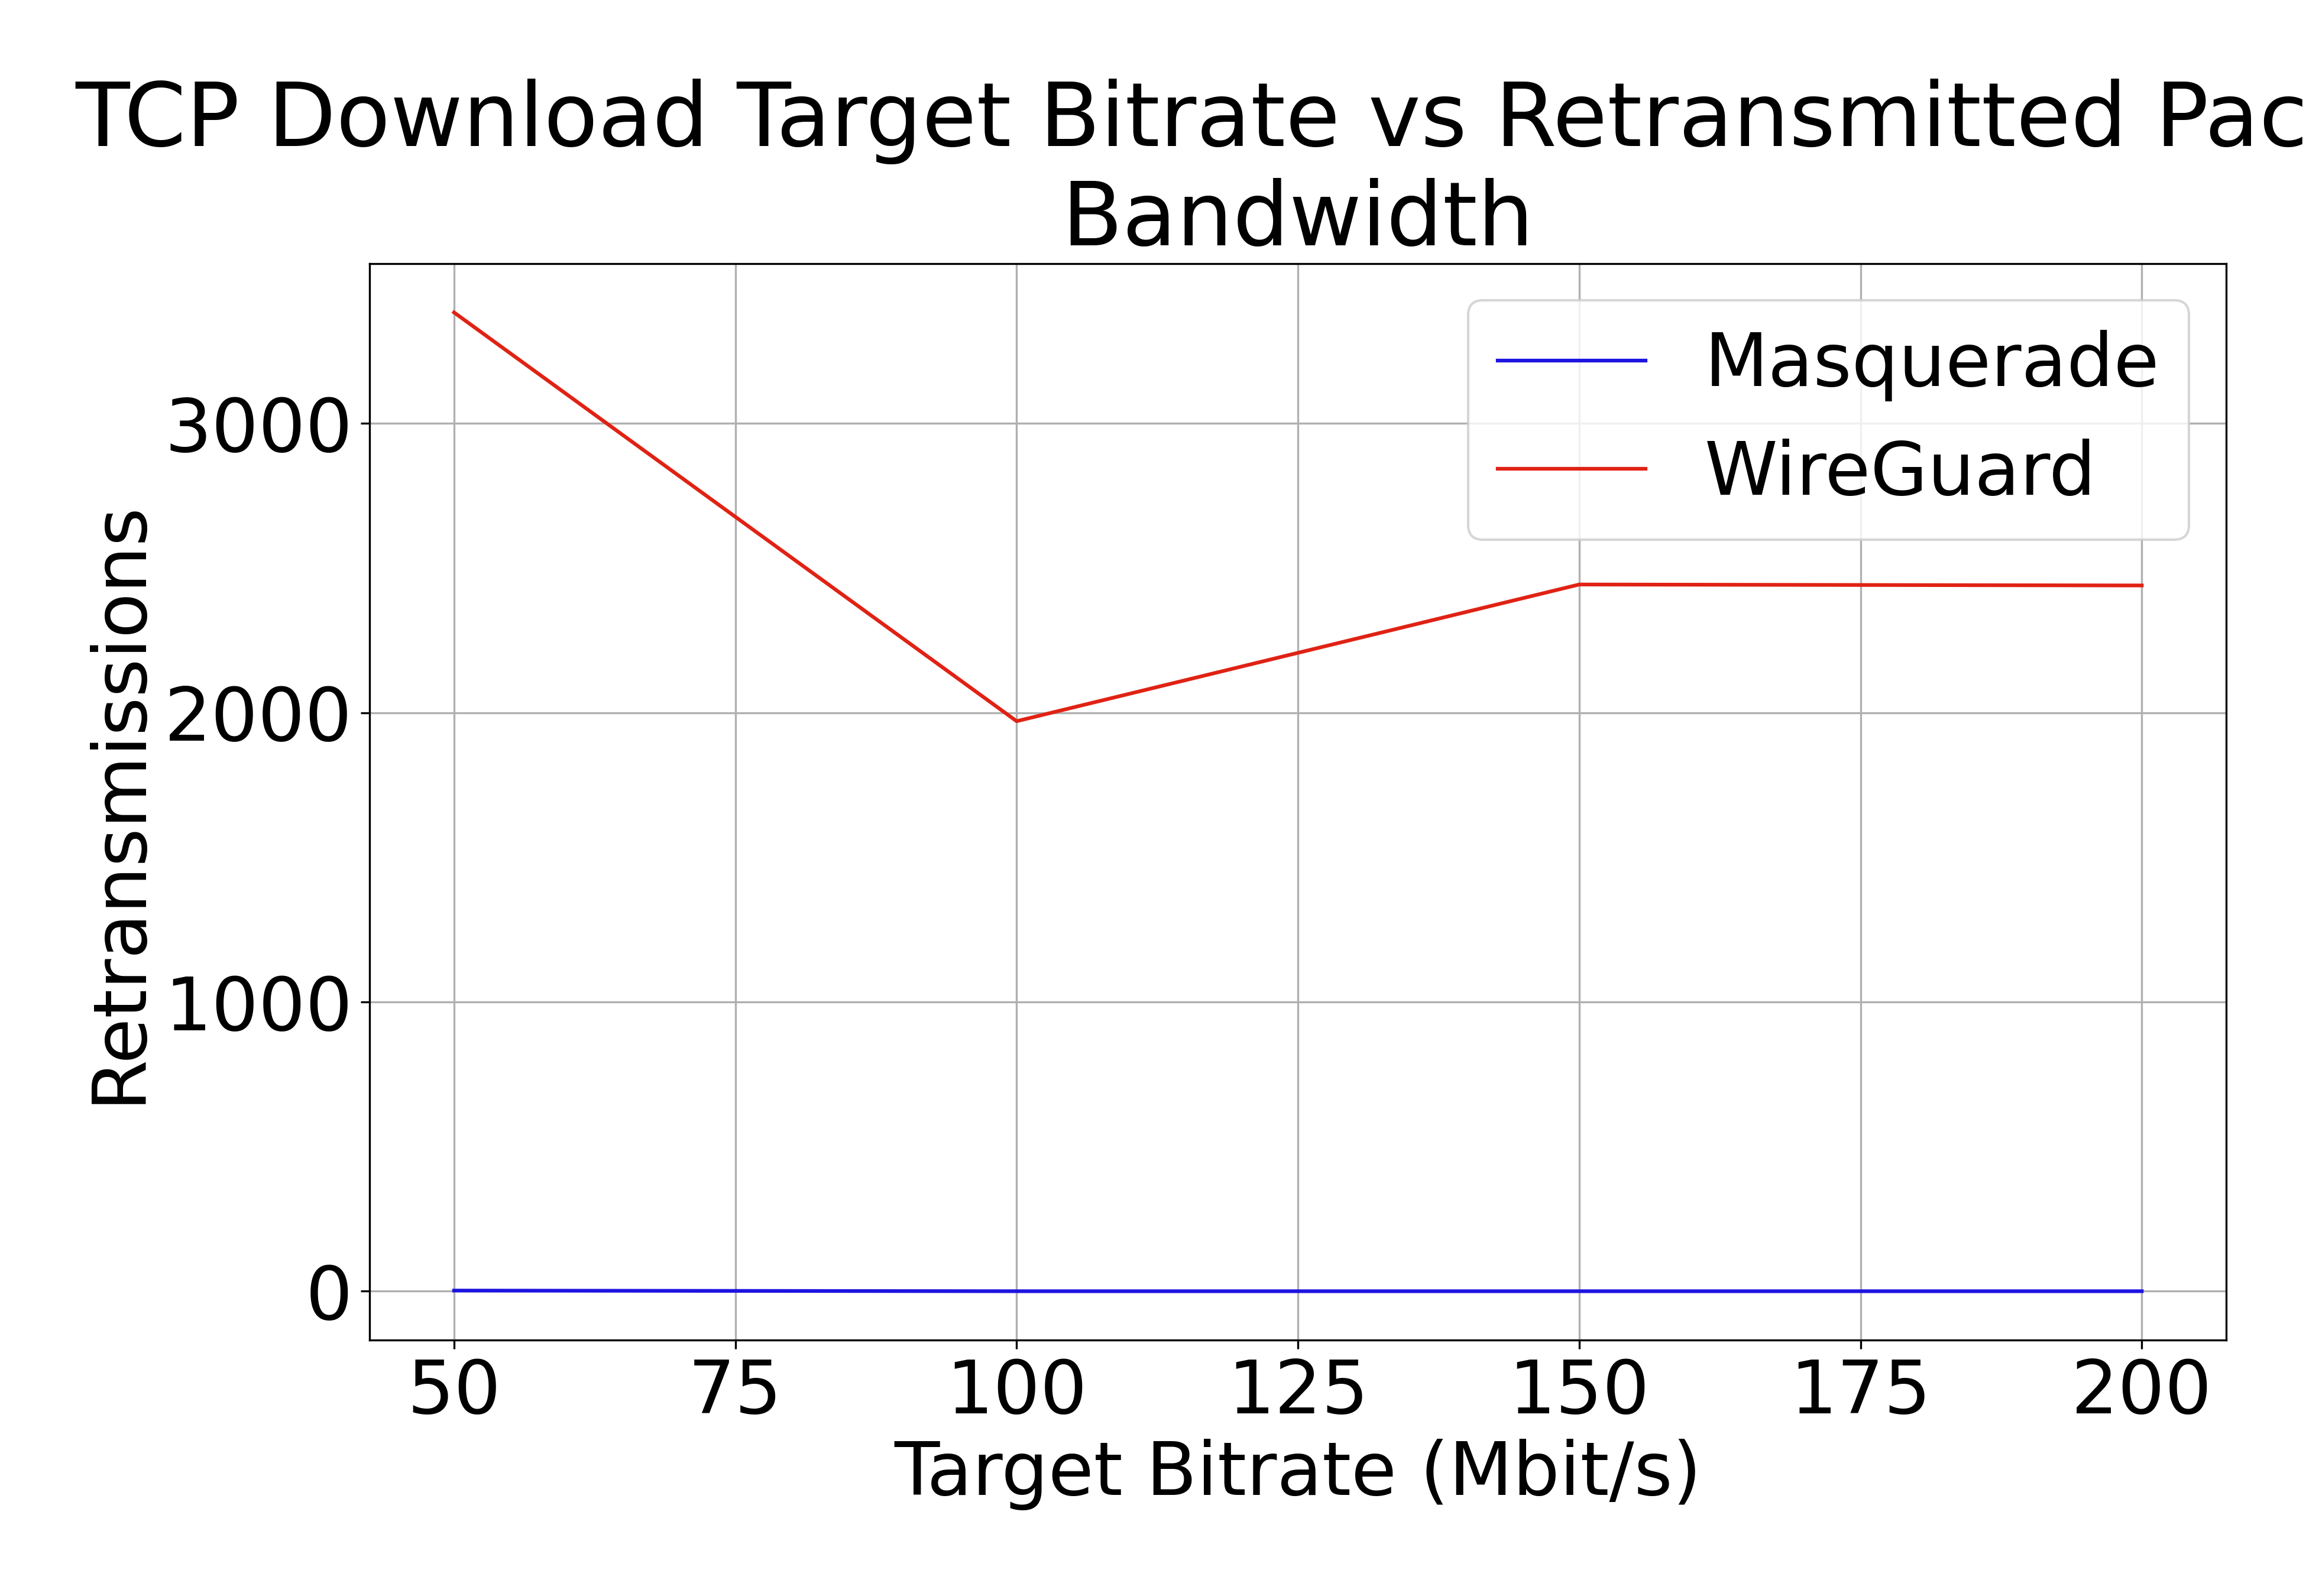 TCP Download Target Bitrate vs Retransmitted Pac
Bandwidth
Masquerade
WireGuard
Retransmissions
3000
2000
1000
0
50 75 100 125 150 175 200
Target Bitrate (Mbit/s)